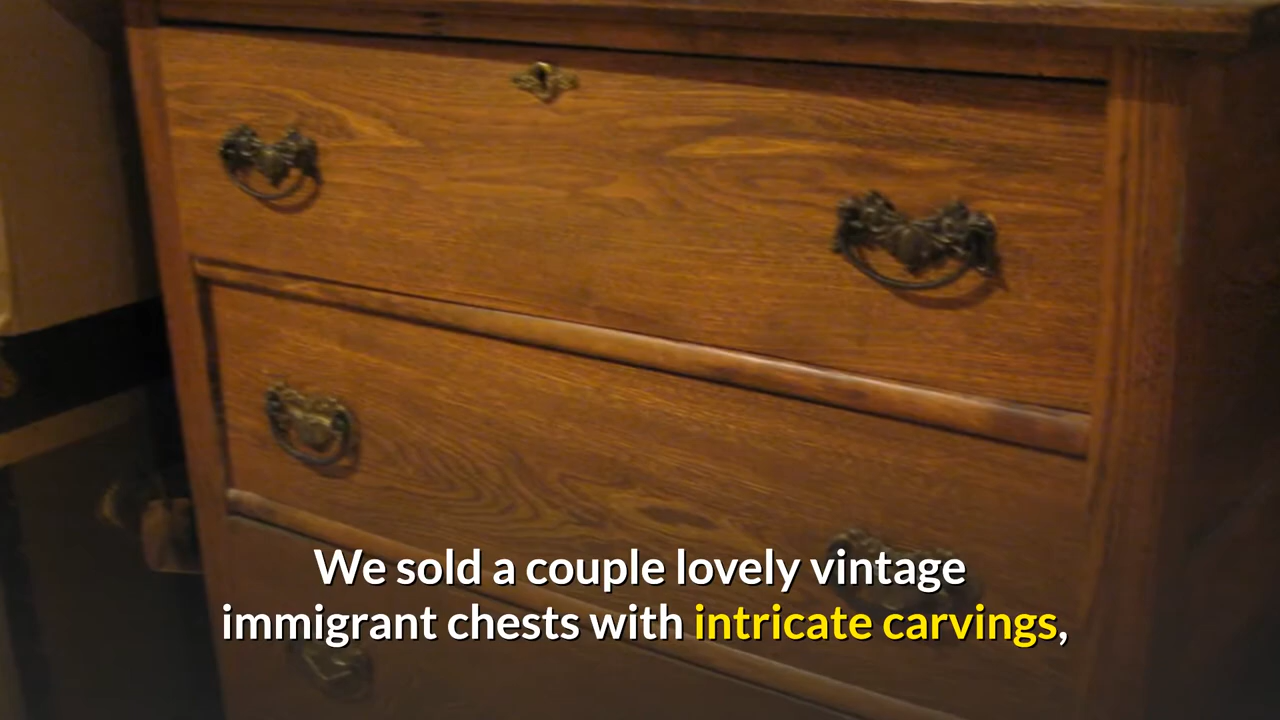 We sold a couple lovely vintage
immigrant chests with intricate carvings,